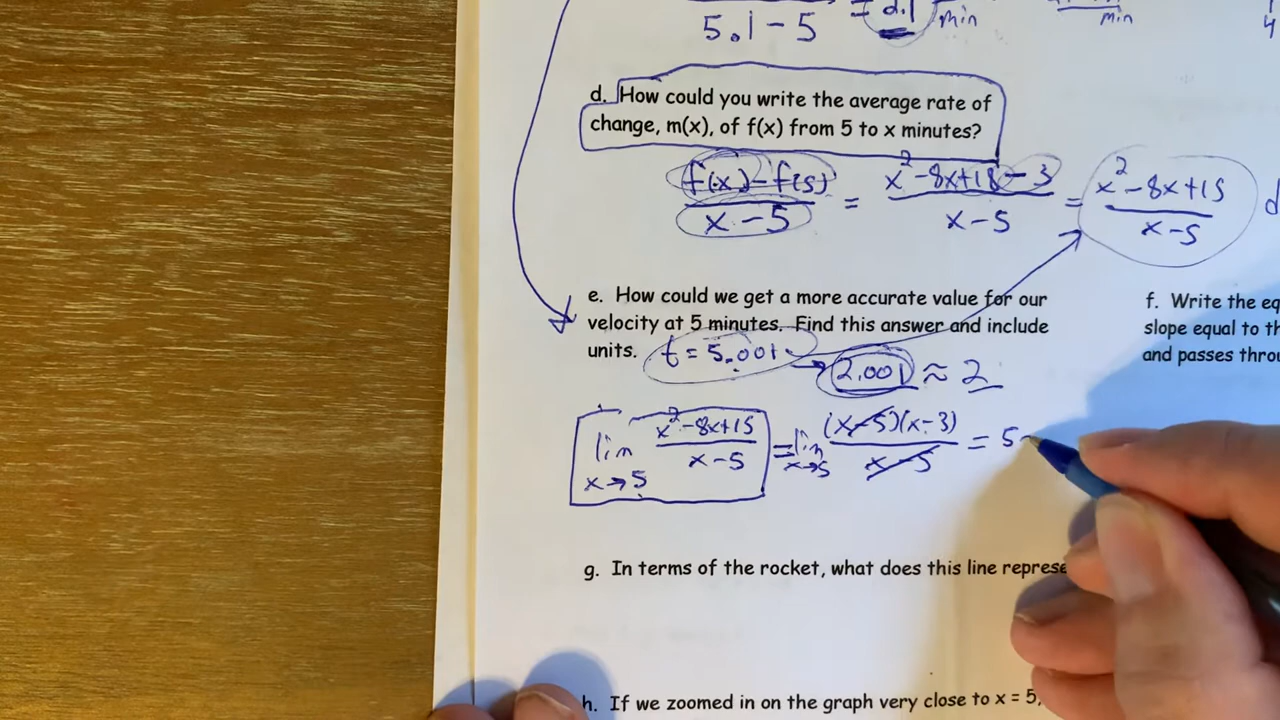 5.1 - 5 = 2.1 min min
4
d. How could you write the average rate of
change, m(x), of f(x) from 5 to x minutes?
f(x) - f(5) / x - 5 = x² - 8x + 18 - 3 / x - 5 = x² - 8x + 15 / x - 5 d
e. How could we get a more accurate value for our
velocity at 5 minutes. Find this answer and include
units. t = 5.001 → 2.001 ≈ 2
lim x→5 x² - 8x + 15 / x - 5 = lim x→5 (x - 5)(x - 3) / x - 5 = 5 -
f. Write the eq
slope equal to th
and passes throu
g. In terms of the rocket, what does this line represe
h. If we zoomed in on the graph very close to x = 5,